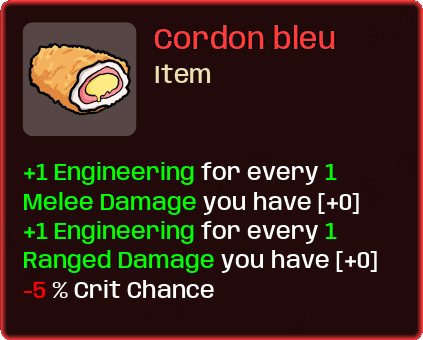 Cordon bleu
Item
+1 Engineering for every 1
Melee Damage you have [+0]
+1 Engineering for every 1
Ranged Damage you have [+0]
-5 % Crit Chance